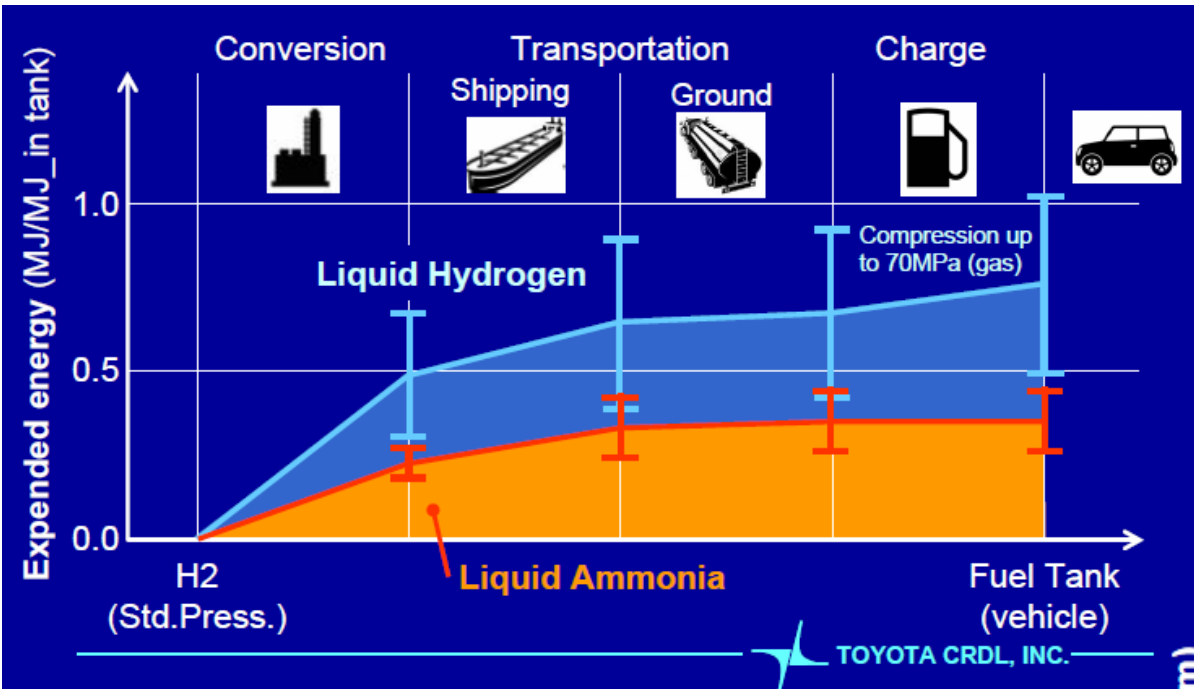 Conversion
Transportation
Charge
Shipping
Ground
Expended energy (MJ/MJ_in tank)
1.0
0.5
0.0
Compression up
to 70MPa (gas)
Liquid Hydrogen
Liquid Ammonia
H2
(Std.Press.)
Fuel Tank
(vehicle)
TOYOTA CRDL, INC.
m)